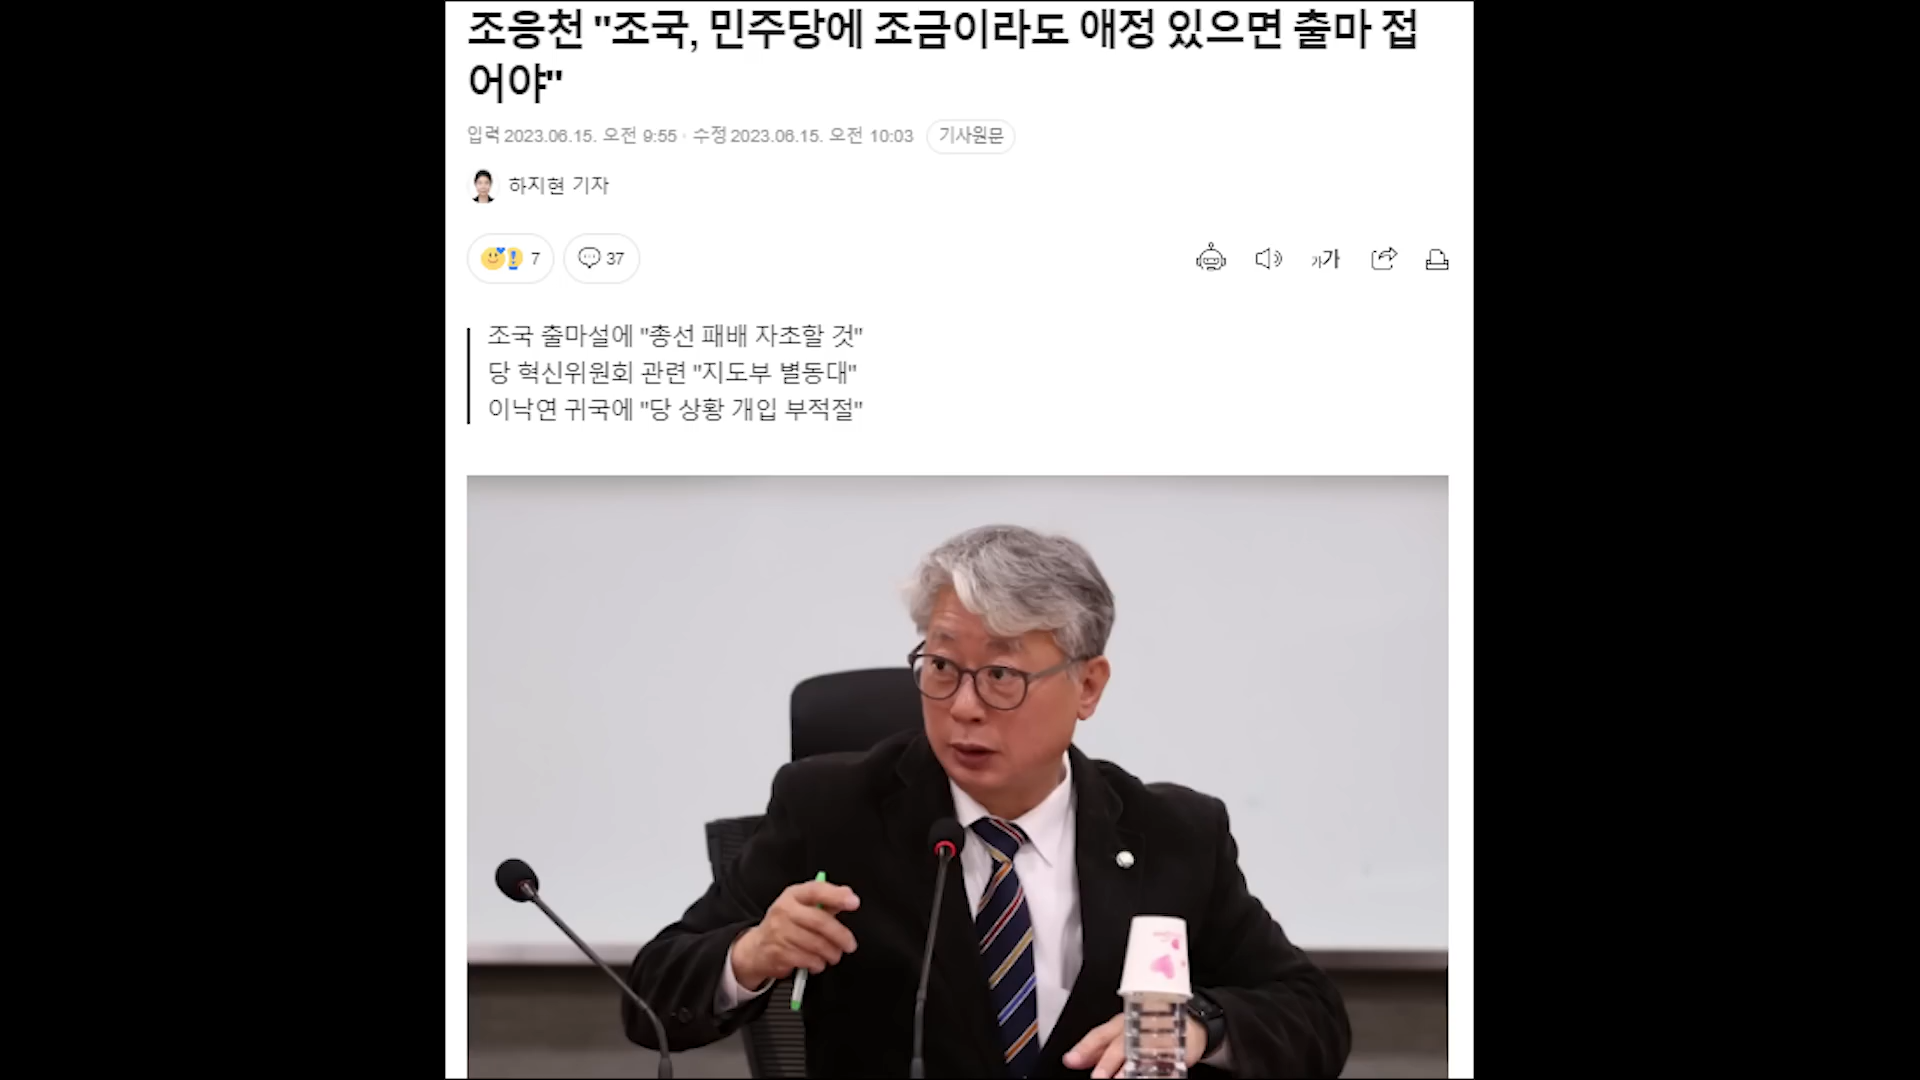 조응천 "조국, 민주당에 조금이라도 애정 있으면 출마 접
어야"
입력 2023.06.15. 오전 9:55 · 수정 2023.06.15. 오전 10:03 기사원문
하지현 기자
7 37 가가
조국 출마설에 "총선 패배 자초할 것"
당 혁신위원회 관련 "지도부 별동대"
이낙연 귀국에 "당 상황 개입 부적절"